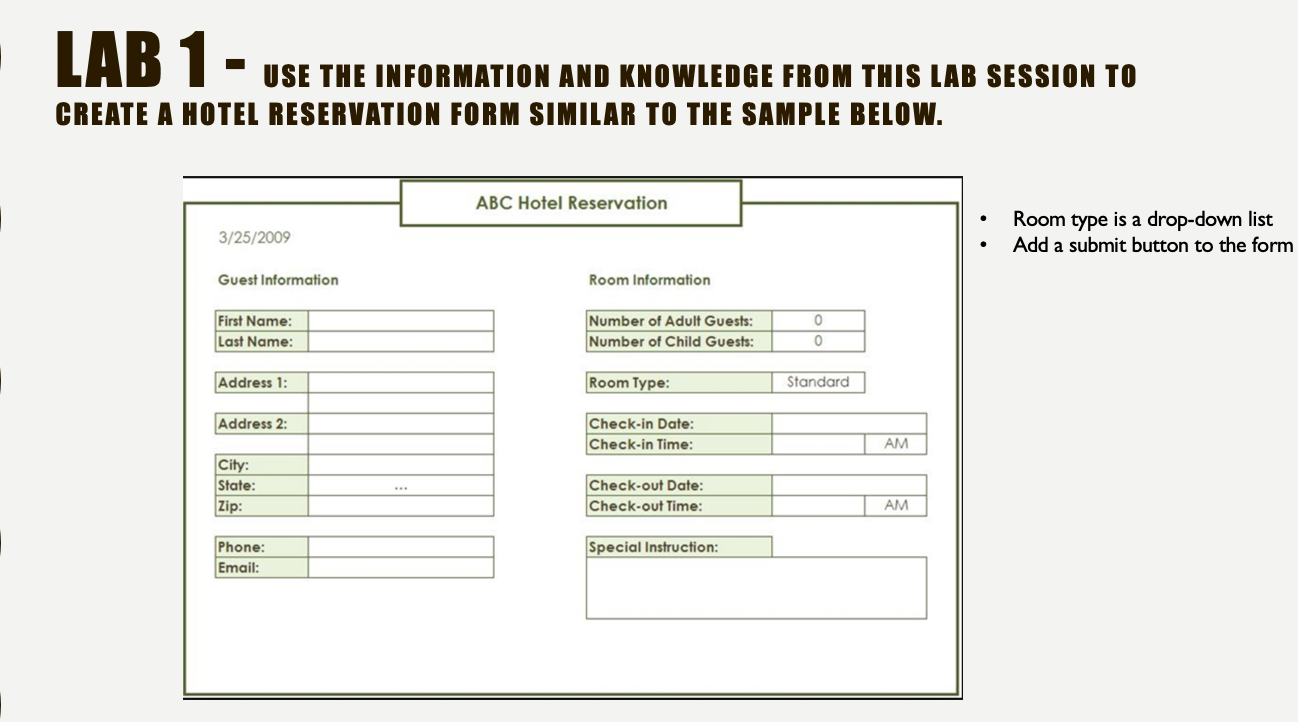 LAB 1 - USE THE INFORMATION AND KNOWLEDGE FROM THIS LAB SESSION TO
CREATE A HOTEL RESERVATION FORM SIMILAR TO THE SAMPLE BELOW.
ABC Hotel Reservation
3/25/2009
Guest Information
First Name:
Last Name:
Address 1:
Address 2:
City:
State: ...
Zip:
Phone:
Email:
Room Information
Number of Adult Guests: 0
Number of Child Guests: 0
Room Type: Standard
Check-in Date:
Check-in Time: AM
Check-out Date:
Check-out Time: AM
Special Instruction:
• Room type is a drop-down list
• Add a submit button to the form